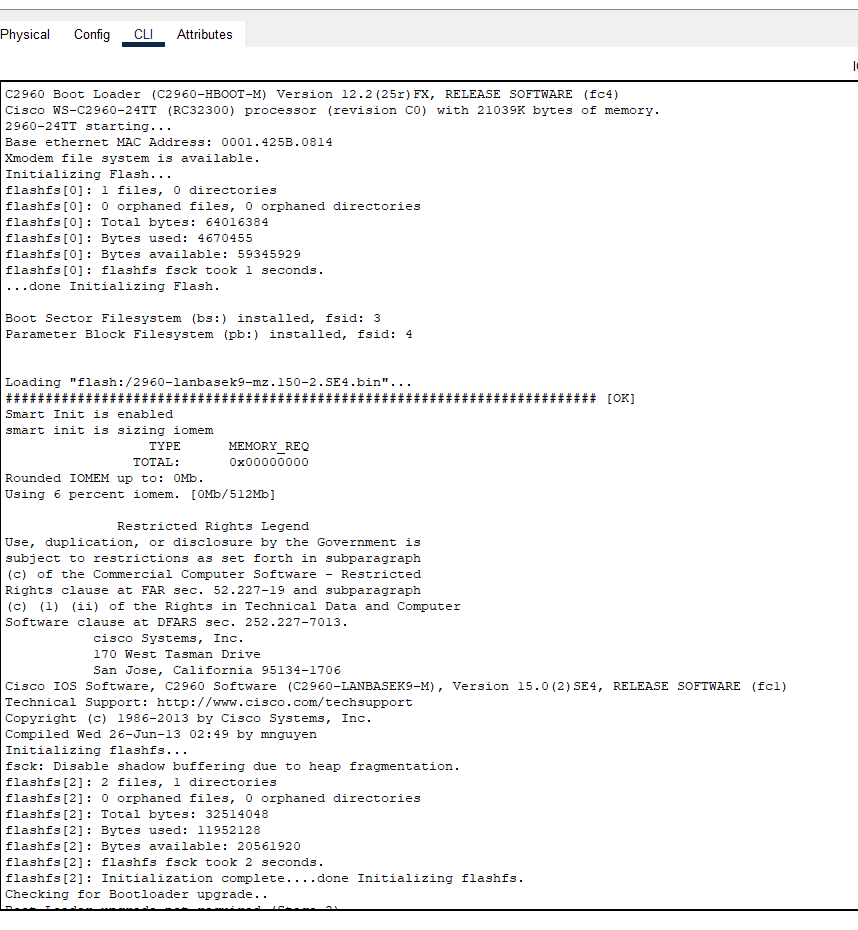 Physical Config CLI Attributes
C2960 Boot Loader (C2960-HBOOT-M) Version 12.2(25r)FX, RELEASE SOFTWARE (fc4)
Cisco WS-C2960-24TT (RC32300) processor (revision C0) with 21039K bytes of memory.
2960-24TT starting...
Base ethernet MAC Address: 0001.425B.0814
Xmodem file system is available.
Initializing Flash...
flashfs[0]: 1 files, 0 directories
flashfs[0]: 0 orphaned files, 0 orphaned directories
flashfs[0]: Total bytes: 64016384
flashfs[0]: Bytes used: 4670455
flashfs[0]: Bytes available: 59345929
flashfs[0]: flashfs fsck took 1 seconds.
...done Initializing Flash.
Boot Sector Filesystem (bs:) installed, fsid: 3
Parameter Block Filesystem (pb:) installed, fsid: 4
Loading "flash:/2960-lanbasek9-mz.150-2.SE4.bin"...
########################################################################## [OK]
Smart Init is enabled
smart init is sizing iomem
TYPE MEMORY_REQ
TOTAL: 0x00000000
Rounded IOMEM up to: 0Mb.
Using 6 percent iomem. [0Mb/512Mb]
Restricted Rights Legend
Use, duplication, or disclosure by the Government is
subject to restrictions as set forth in subparagraph
(c) of the Commercial Computer Software - Restricted
Rights clause at FAR sec. 52.227-19 and subparagraph
(c) (1) (ii) of the Rights in Technical Data and Computer
Software clause at DFARS sec. 252.227-7013.
cisco Systems, Inc.
170 West Tasman Drive
San Jose, California 95134-1706
Cisco IOS Software, C2960 Software (C2960-LANBASEK9-M), Version 15.0(2)SE4, RELEASE SOFTWARE (fc1)
Technical Support: http://www.cisco.com/techsupport
Copyright (c) 1986-2013 by Cisco Systems, Inc.
Compiled Wed 26-Jun-13 02:49 by mnguyen
Initializing flashfs...
fsck: Disable shadow buffering due to heap fragmentation.
flashfs[2]: 2 files, 1 directories
flashfs[2]: 0 orphaned files, 0 orphaned directories
flashfs[2]: Total bytes: 32514048
flashfs[2]: Bytes used: 11952128
flashfs[2]: Bytes available: 20561920
flashfs[2]: flashfs fsck took 2 seconds.
flashfs[2]: Initialization complete....done Initializing flashfs.
Checking for Bootloader upgrade..